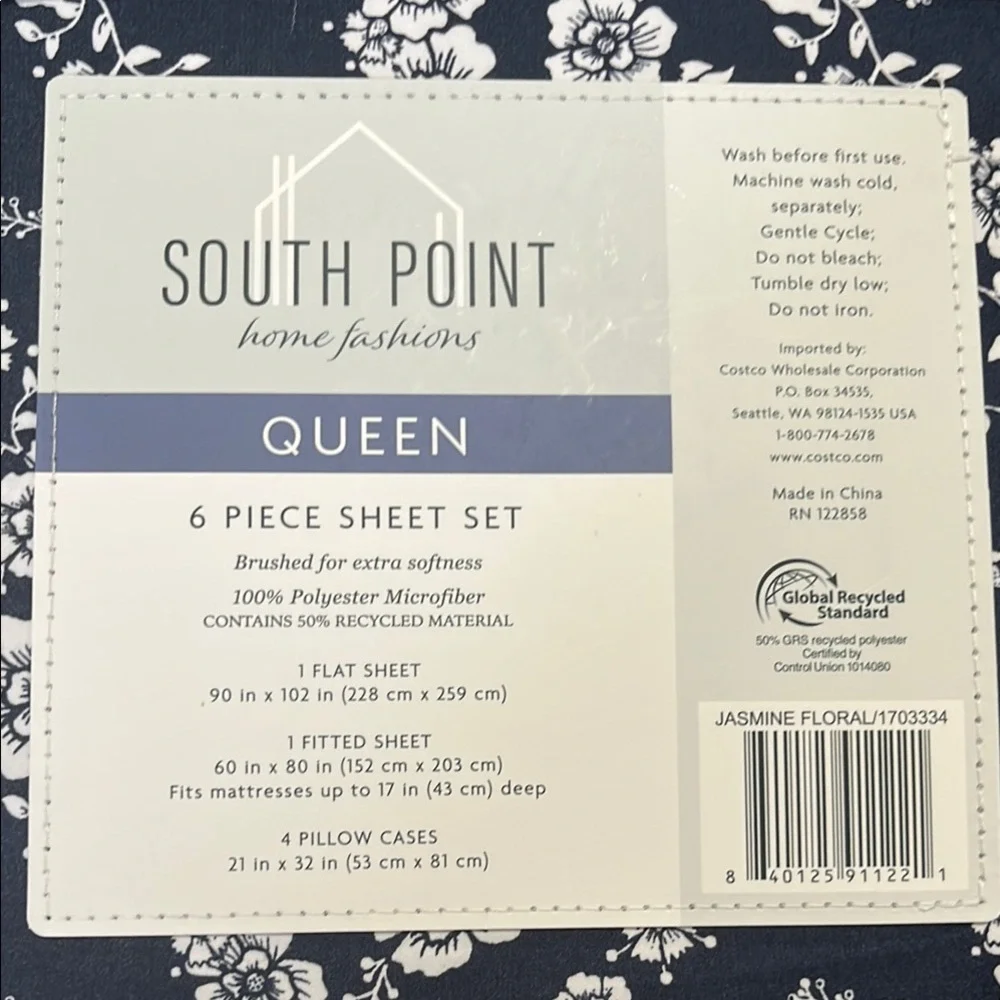 SOUTH POINT
home fashions
QUEEN
6 PIECE SHEET SET
Brushed for extra softness
100% Polyester Microfiber
CONTAINS 50% RECYCLED MATERIAL
1 FLAT SHEET
90 in x 102 in (228 cm x 259 cm)
1 FITTED SHEET
60 in x 80 in (152 cm x 203 cm)
Fits mattresses up to 17 in (43 cm) deep
4 PILLOW CASES
21 in x 32 in (53 cm x 81 cm)
Wash before first use.
Machine wash cold,
separately;
Gentle Cycle;
Do not bleach;
Tumble dry low;
Do not iron.
Imported by:
Costco Wholesale Corporation
P.O. Box 34535,
Seattle, WA 98124-1535 USA
1-800-774-2678
www.costco.com
Made in China
RN 122858
Global Recycled
Standard
50% GRS recycled polyester
Certified by
Control Union 1014080
JASMINE FLORAL/1703334
8 40125 91122 1